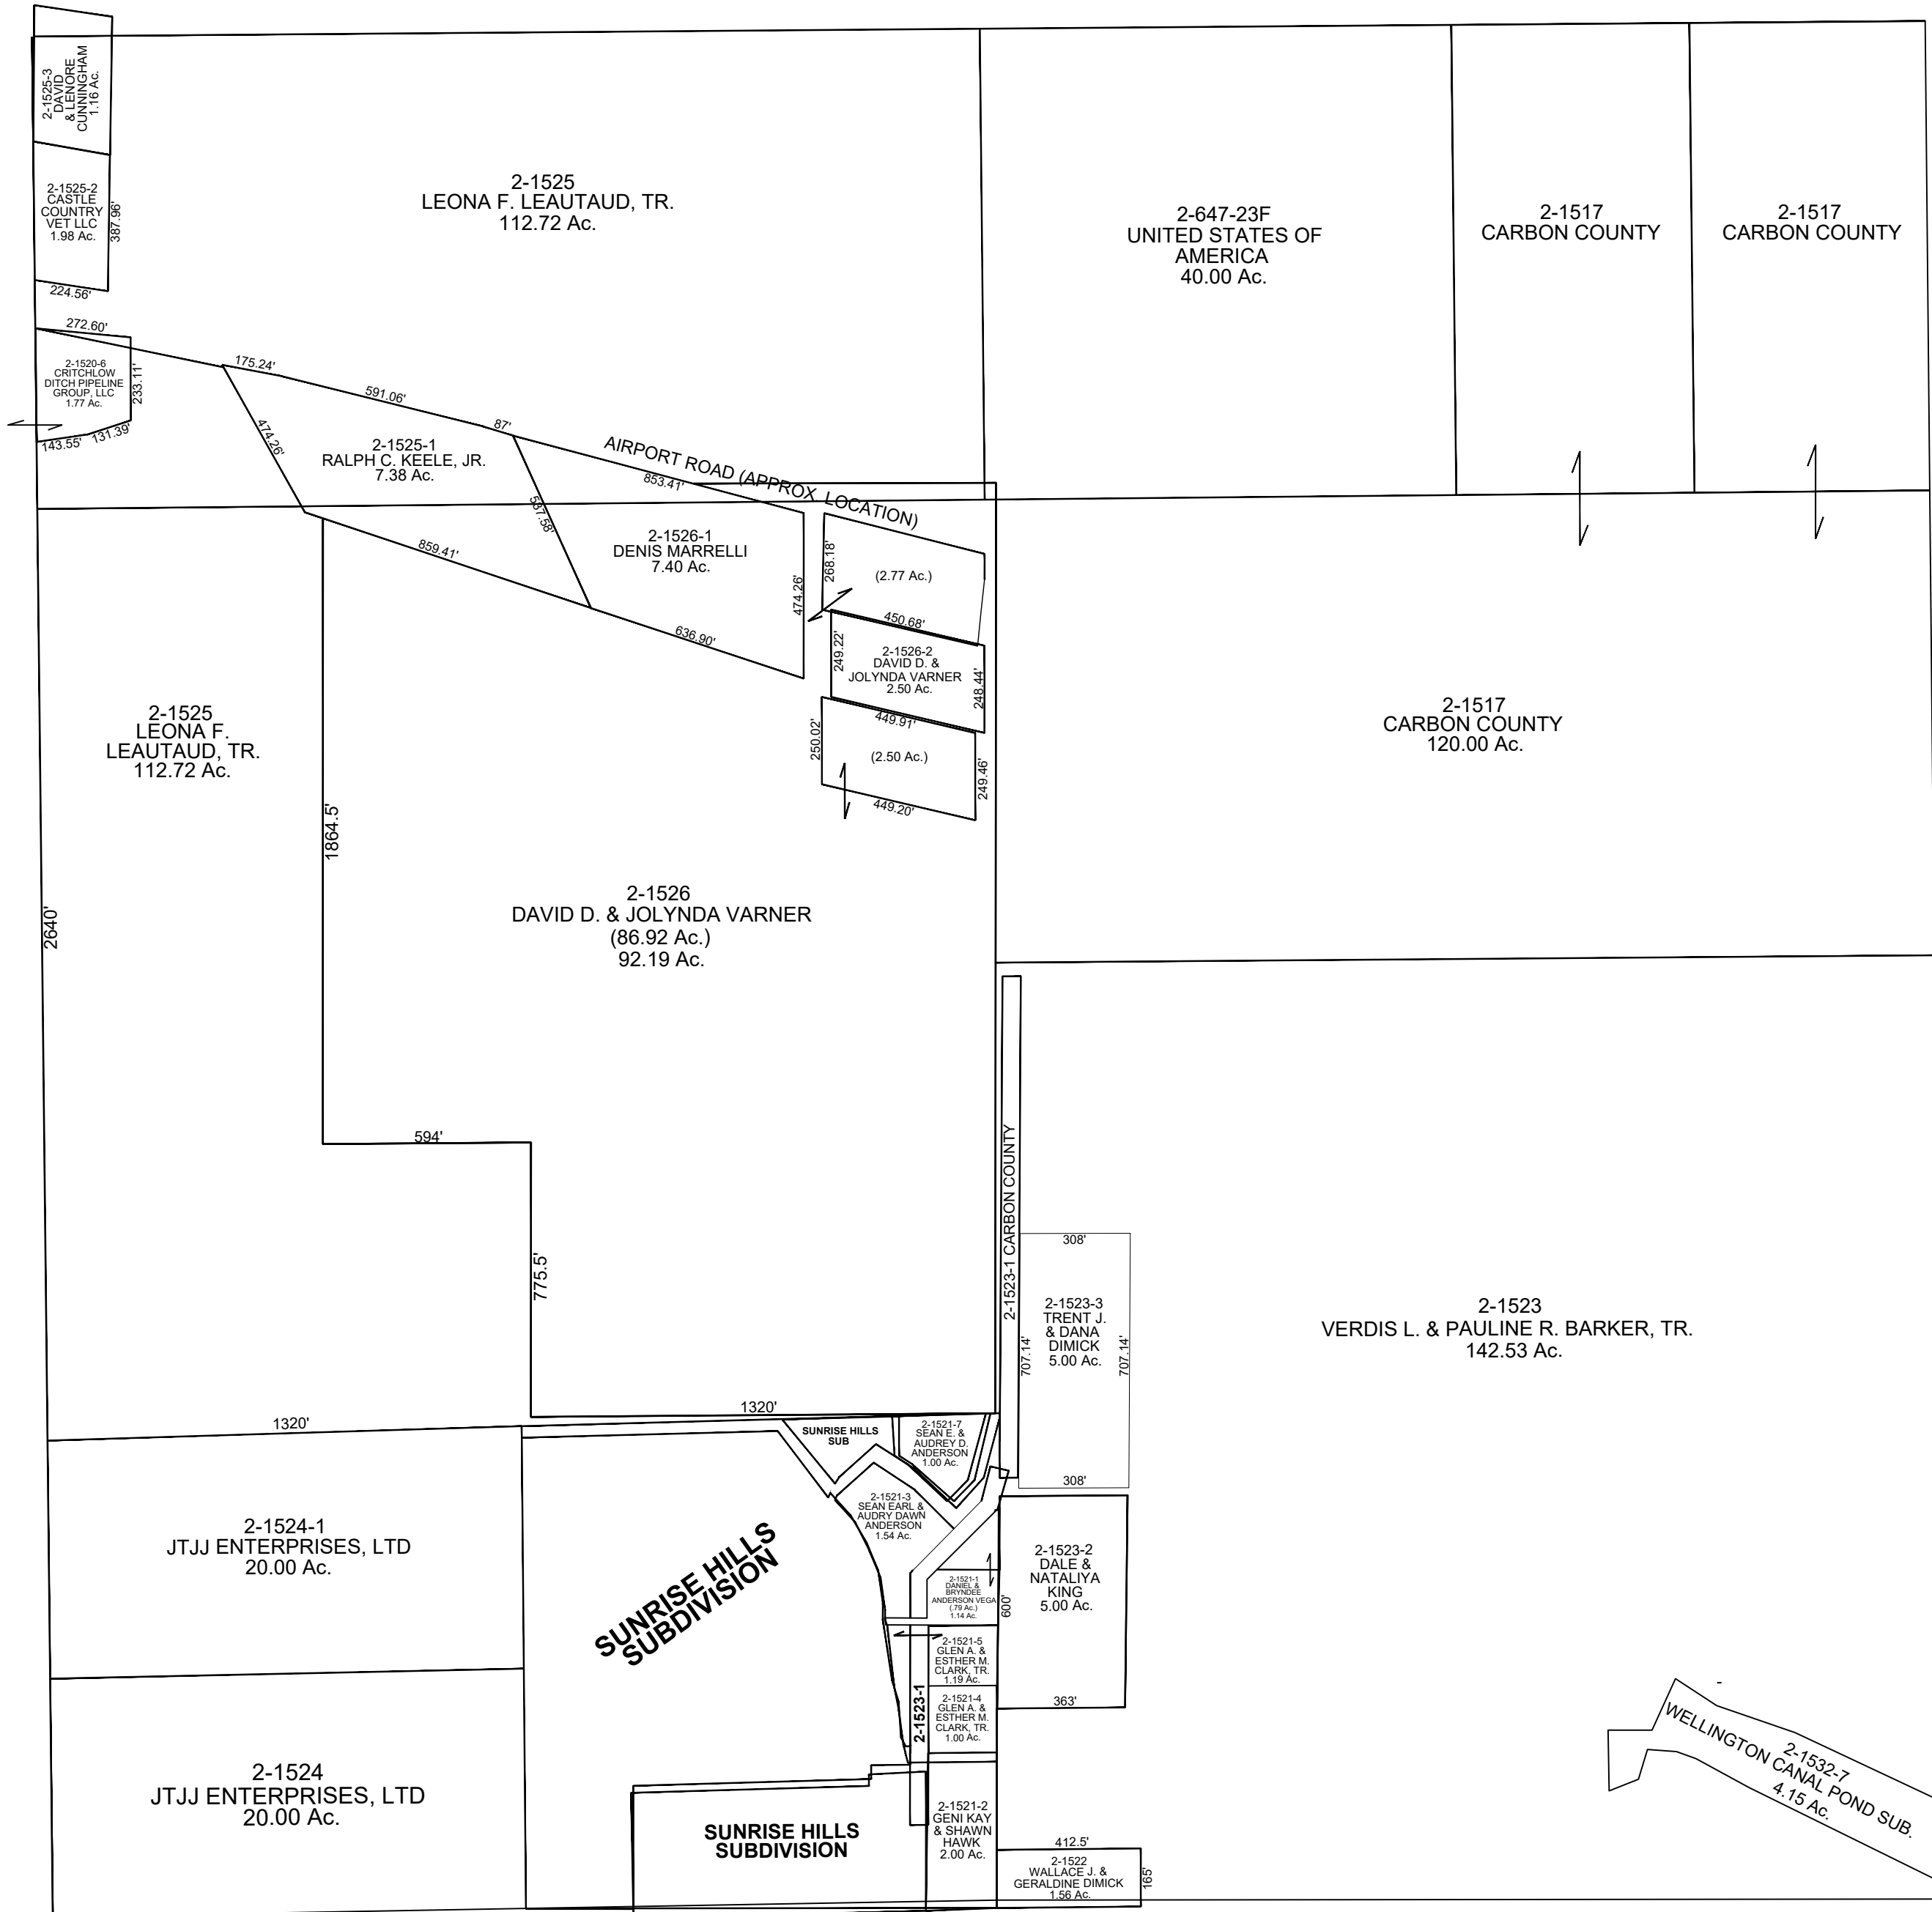 2-1525-3
DAVID
& LENORE
CUNNINGHAM
1.16 Ac.
2-1525-2
CASTLE
COUNTRY
VET LLC
1.98 Ac.
387.96'
224.56'
2-1525
LEONA F. LEAUTAUD, TR.
112.72 Ac.
2-647-23F
UNITED STATES OF
AMERICA
40.00 Ac.
2-1517
CARBON COUNTY
2-1517
CARBON COUNTY
272.60'
2-1520-6
CRITCHLOW
DITCH PIPELINE
GROUP, LLC
1.77 Ac.
233.11'
143.55'
131.39'
175.24'
591.06'
87'
474.26'
2-1525-1
RALPH C. KEELE, JR.
7.38 Ac.
AIRPORT ROAD (APPROX. LOCATION)
853.41'
537.58'
859.41'
2-1526-1
DENIS MARRELLI
7.40 Ac.
474.26'
636.90'
268.18'
(2.77 Ac.)
450.68'
249.22'
2-1526-2
DAVID D. &
JOLYNDA VARNER
2.50 Ac.
248.44'
449.91'
250.02'
(2.50 Ac.)
249.46'
449.20'
2-1525
LEONA F.
LEAUTAUD, TR.
112.72 Ac.
2-1517
CARBON COUNTY
120.00 Ac.
1864.5'
2640'
2-1526
DAVID D. & JOLYNDA VARNER
(86.92 Ac.)
92.19 Ac.
594'
775.5'
1320'
1320'
2-1523-1 CARBON COUNTY
308'
2-1523-3
TRENT J.
& DANA
DIMICK
5.00 Ac.
707.14'
707.14'
308'
2-1523
VERDIS L. & PAULINE R. BARKER, TR.
142.53 Ac.
SUNRISE HILLS
SUB
2-1521-7
SEAN E. &
AUDREY D.
ANDERSON
1.00 Ac.
2-1521-3
SEAN EARL &
AUDRY DAWN
ANDERSON
1.54 Ac.
2-1524-1
JTJJ ENTERPRISES, LTD
20.00 Ac.
SUNRISE HILLS
SUBDIVISION
2-1521-1
DANIEL &
BRYNDEE
ANDERSON VEGA
(.79 Ac.)
1.14 Ac.
600'
2-1523-2
DALE &
NATALIYA
KING
5.00 Ac.
363'
2-1521-5
GLEN A. &
ESTHER M.
CLARK, TR.
1.19 Ac.
2-1523-1
2-1521-4
GLEN A. &
ESTHER M.
CLARK, TR.
1.00 Ac.
2-1524
JTJJ ENTERPRISES, LTD
20.00 Ac.
SUNRISE HILLS
SUBDIVISION
2-1521-2
GENI KAY
& SHAWN
HAWK
2.00 Ac.
412.5'
2-1522
WALLACE J. &
GERALDINE DIMICK
1.56 Ac.
165'
2-1532-7
WELLINGTON CANAL POND SUB.
4.15 Ac.